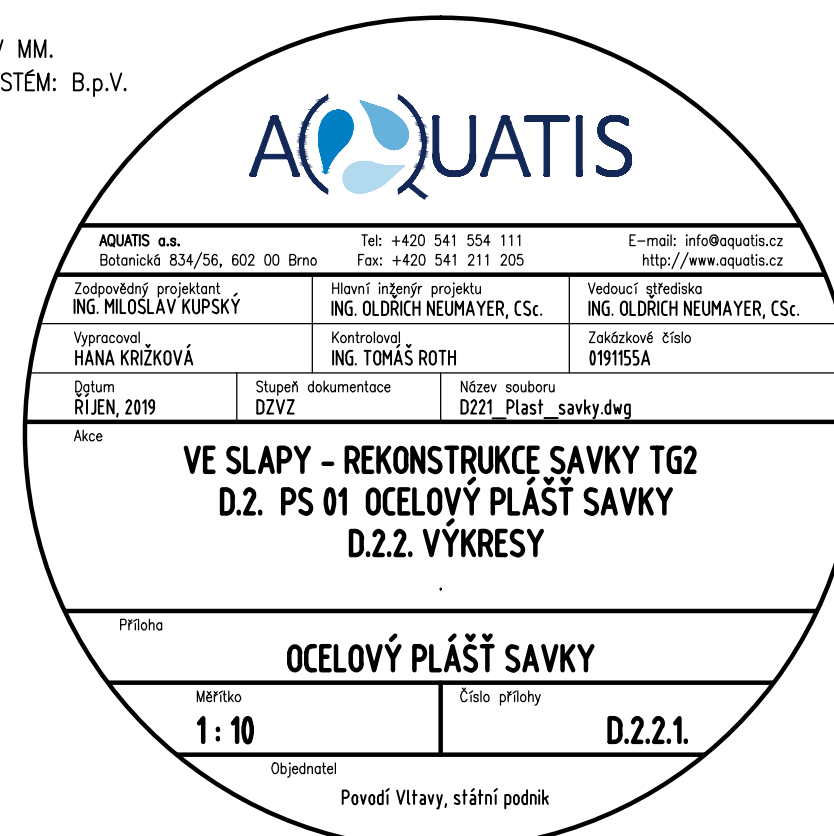 MM.
STÉM: B.p.V.
AQUATIS
AQUATIS a.s. Tel: +420 541 554 111 E-mail: info@aquatis.cz
Botanická 834/56, 602 00 Brno Fax: +420 541 211 205 http://www.aquatis.cz
Zodpovědný projektant Hlavní inženýr projektu Vedoucí střediska
ING. MILOSLAV KUPSKÝ ING. OLDŘICH NEUMAYER, CSc. ING. OLDŘICH NEUMAYER, CSc.
Vypracoval Kontroloval Zakázkové číslo
HANA KRIŽKOVÁ ING. TOMÁŠ ROTH 0191155A
Datum Stupeň dokumentace Název souboru
ŘÍJEN, 2019 DZVZ D221_Plast_savky.dwg
Akce
VE SLAPY - REKONSTRUKCE SAVKY TG2
D.2. PS 01 OCELOVÝ PLÁŠŤ SAVKY
D.2.2. VÝKRESY
.
Příloha
OCELOVÝ PLÁŠŤ SAVKY
Měřítko Číslo přílohy
1 : 10 D.2.2.1.
Objednatel
Povodí Vltavy, státní podnik